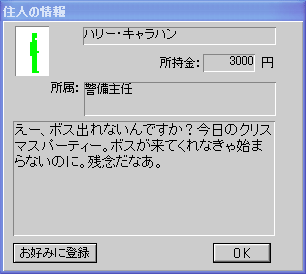 住人の情報
ハリー・キャラハン
所持金: 3000 円
所属: 警備主任
えー、ボス出れないんですか？今日のクリス
マスパーティー。ボスが来てくれなきゃ始ま
らないのに。残念だなあ。
お好みに登録
OK